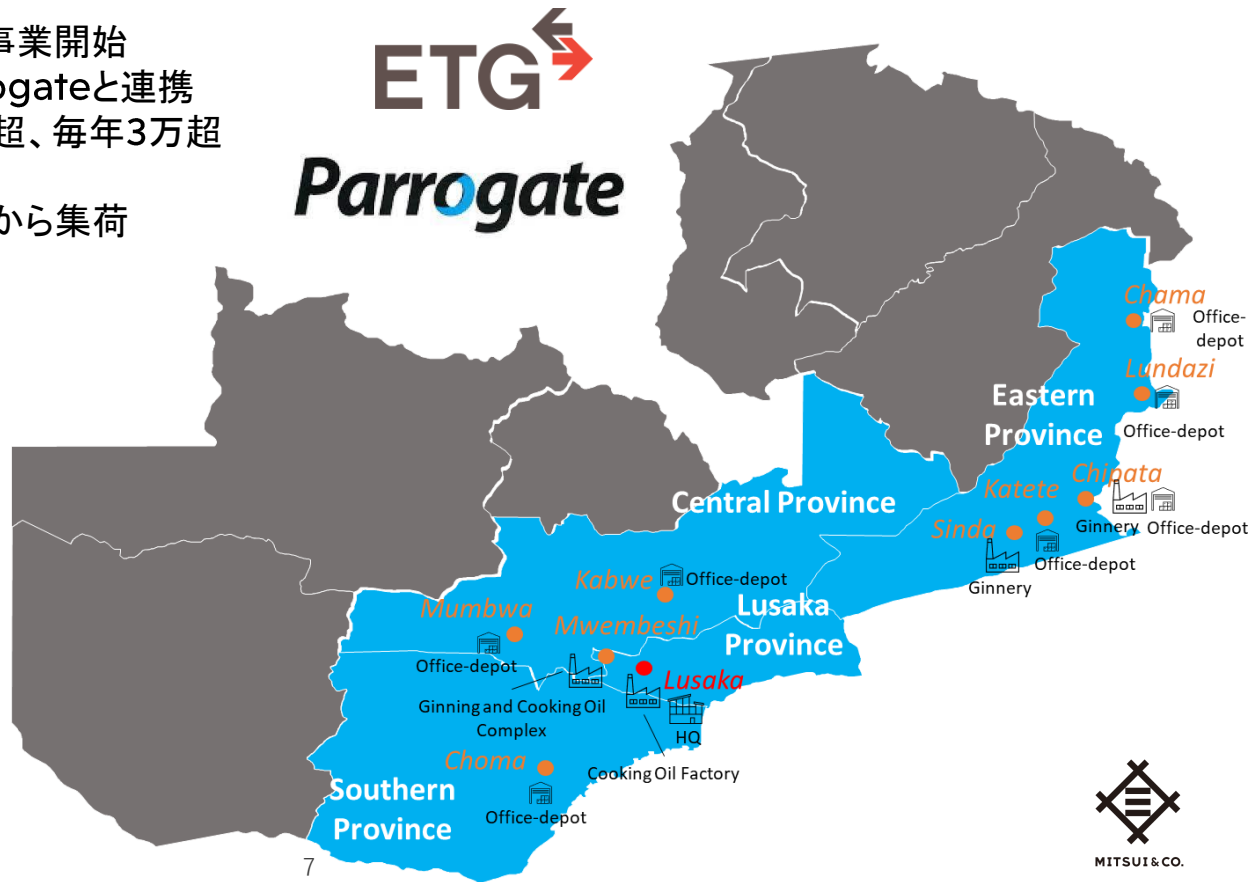 事業開始
ogateと連携
超、毎年3万超
から集荷
ETG
Parrogate
Chama
Office-
depot
Lundazi
Office-depot
Eastern
Province
Chipata
Ginnery
Office-depot
Katete
Office-depot
Sinda
Ginnery
Central Province
Kabwe
Office-depot
Lusaka
Province
Mumbwa
Office-depot
Mwembeshi
Ginning and Cooking Oil
Complex
Lusaka
HQ
Cooking Oil Factory
Choma
Office-depot
Southern
Province
7
MITSUI & CO.